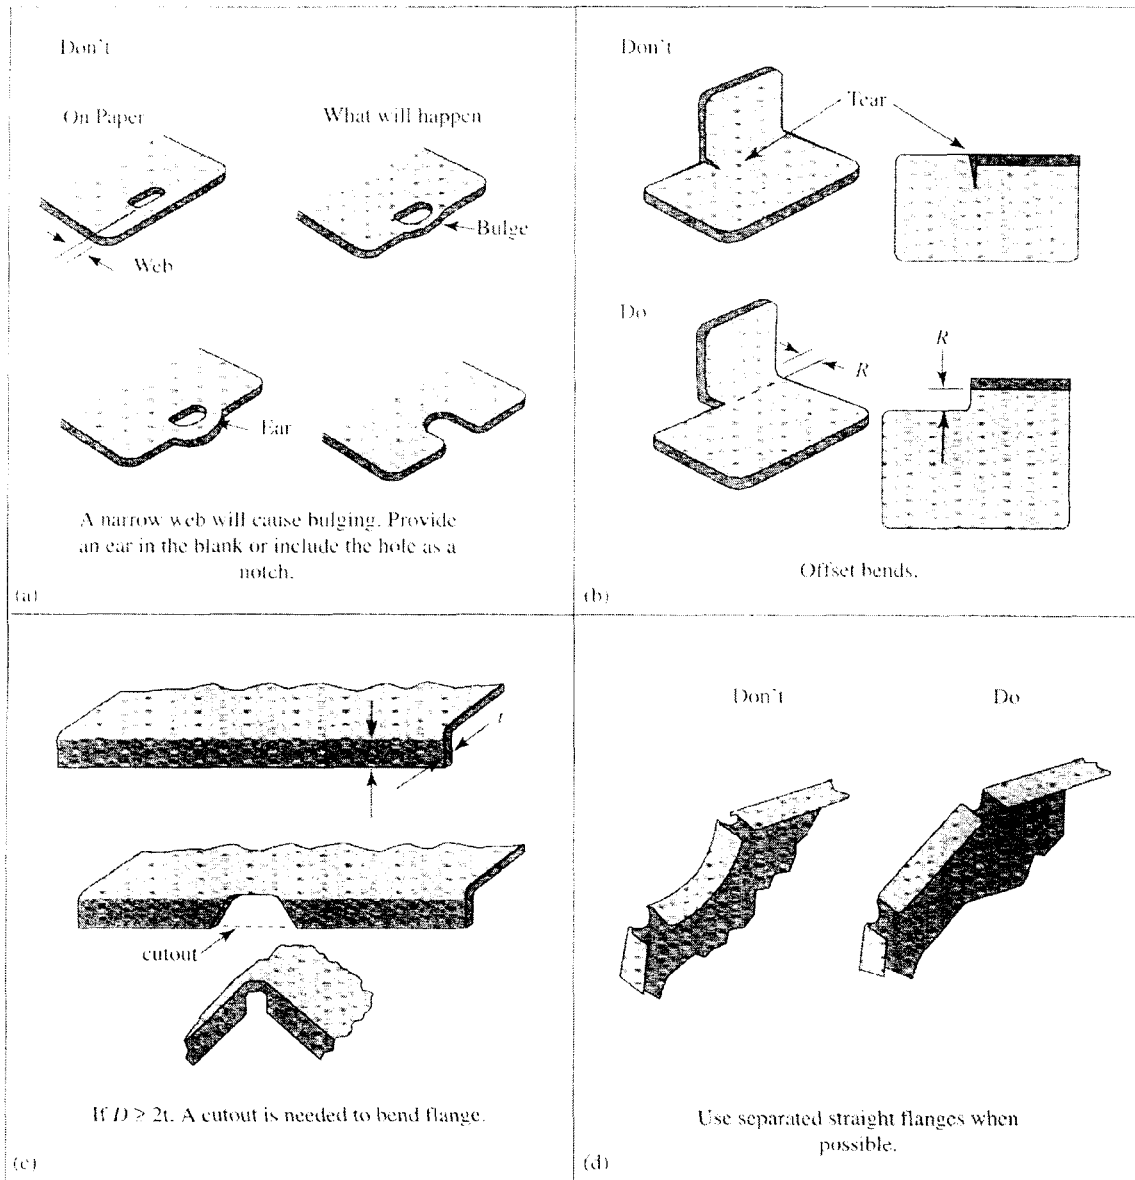 Don't
On Paper
What will happen
Web
Bulge
Ear
A narrow web will cause bulging. Provide
an ear in the blank or include the hole as a
notch.
(a)
Don't
Tear
Do
R
R
Offset bends.
(b)
t
cutout
If D ≥ 2t. A cutout is needed to bend flange.
(c)
Don't
Do
Use separated straight flanges when
possible.
(d)